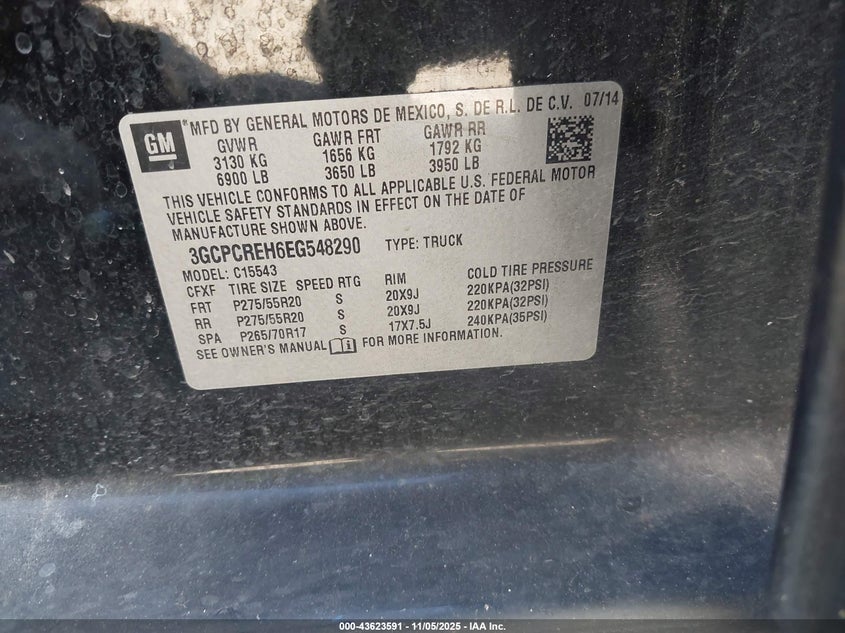 GM
® MFD BY GENERAL MOTORS DE MEXICO, S. DE R.L. DE C.V. 07/14
GVWR GAWR FRT GAWR RR
3130 KG 1656 KG 1792 KG
6900 LB 3650 LB 3950 LB
THIS VEHICLE CONFORMS TO ALL APPLICABLE U.S. FEDERAL MOTOR
VEHICLE SAFETY STANDARDS IN EFFECT ON THE DATE OF
MANUFACTURE SHOWN ABOVE.
3GCPCREH6EG548290 TYPE: TRUCK
MODEL: C15543
CFXF TIRE SIZE SPEED RTG RIM COLD TIRE PRESSURE
FRT P275/55R20 S 20X9J 220KPA(32PSI)
RR P275/55R20 S 20X9J 220KPA(32PSI)
SPA P265/70R17 S 17X7.5J 240KPA(35PSI)
SEE OWNER'S MANUAL FOR MORE INFORMATION.
000-43623591 - 11/05/2025 - IAA Inc.